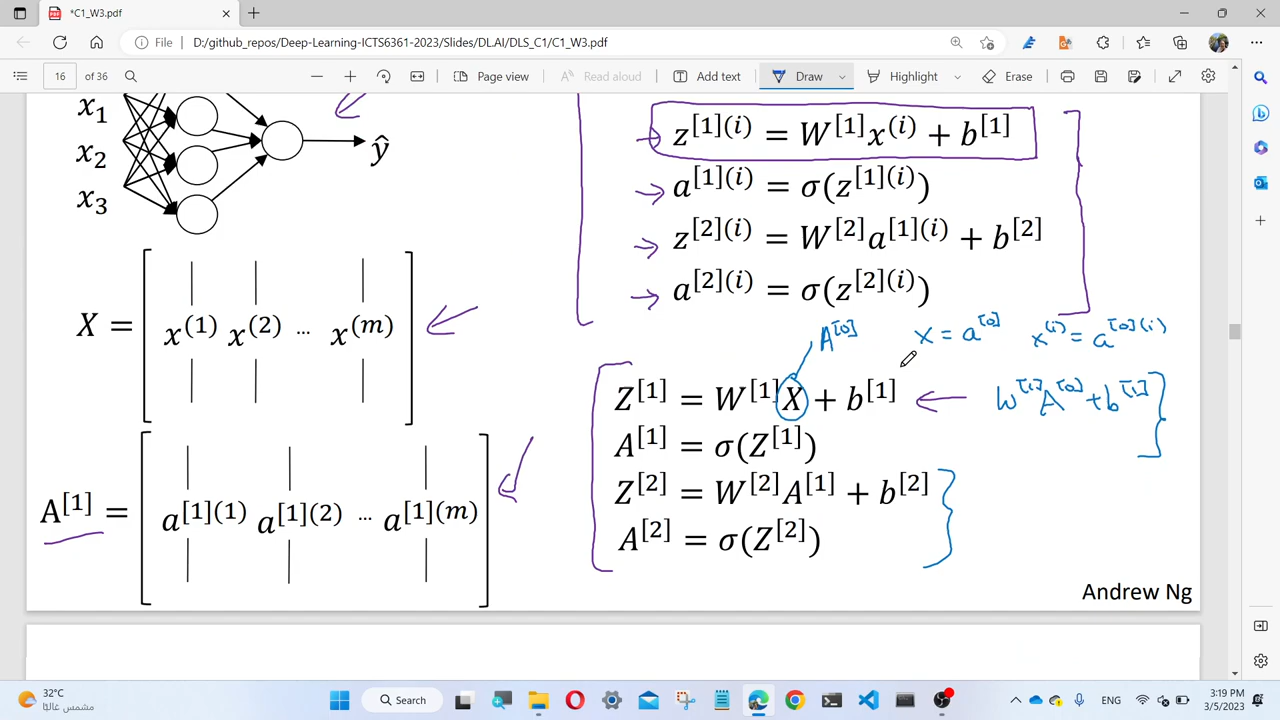 *C1_W3.pdf
File D:/github_repos/Deep-Learning-ICTS6361-2023/Slides/DL.AI/DLS_C1/C1_W3.pdf
16 of 36 Page view Read aloud Add text Draw Highlight Erase
x₁
x₂
x₃
ŷ
z^{[1](i)} = W^{[1]}x^{(i)} + b^{[1]}
a^{[1](i)} = σ(z^{[1](i)})
z^{[2](i)} = W^{[2]}a^{[1](i)} + b^{[2]}
a^{[2](i)} = σ(z^{[2](i)})
X = [ x^{(1)} x^{(2)} ... x^{(m)} ]
A^{[0]} x = a^{[0]} x^{(i)} = a^{[0](i)}
Z^{[1]} = W^{[1]}X + b^{[1]} ← W^{[1]}A^{[0]} + b^{[1]}
A^{[1]} = σ(Z^{[1]})
Z^{[2]} = W^{[2]}A^{[1]} + b^{[2]}
A^{[2]} = σ(Z^{[2]})
A^{[1]} = [ a^{[1](1)} a^{[1](2)} ... a^{[1](m)} ]
Andrew Ng
32°C
مشمس غالبًا
Search
ENG
3:19 PM
3/5/2023